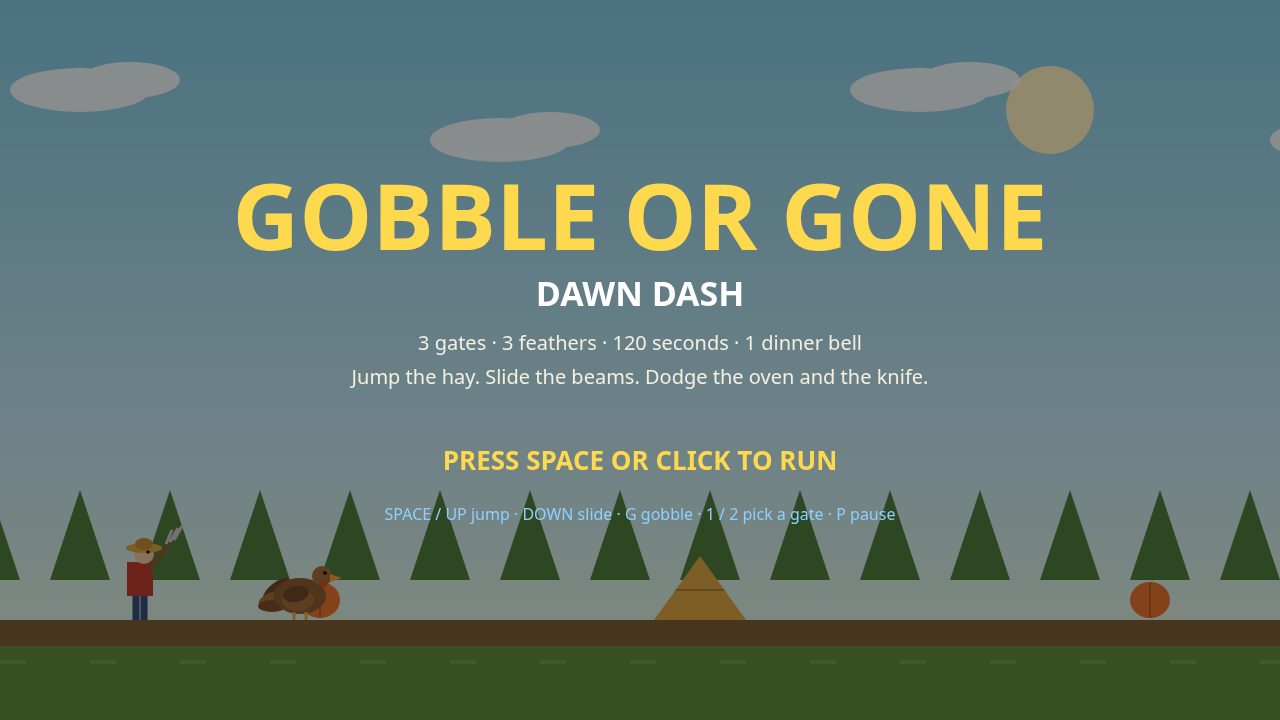 GOBBLE OR GONE
DAWN DASH
3 gates · 3 feathers · 120 seconds · 1 dinner bell
Jump the hay. Slide the beams. Dodge the oven and the knife.
PRESS SPACE OR CLICK TO RUN
SPACE / UP jump · DOWN slide · G gobble · 1 / 2 pick a gate · P pause